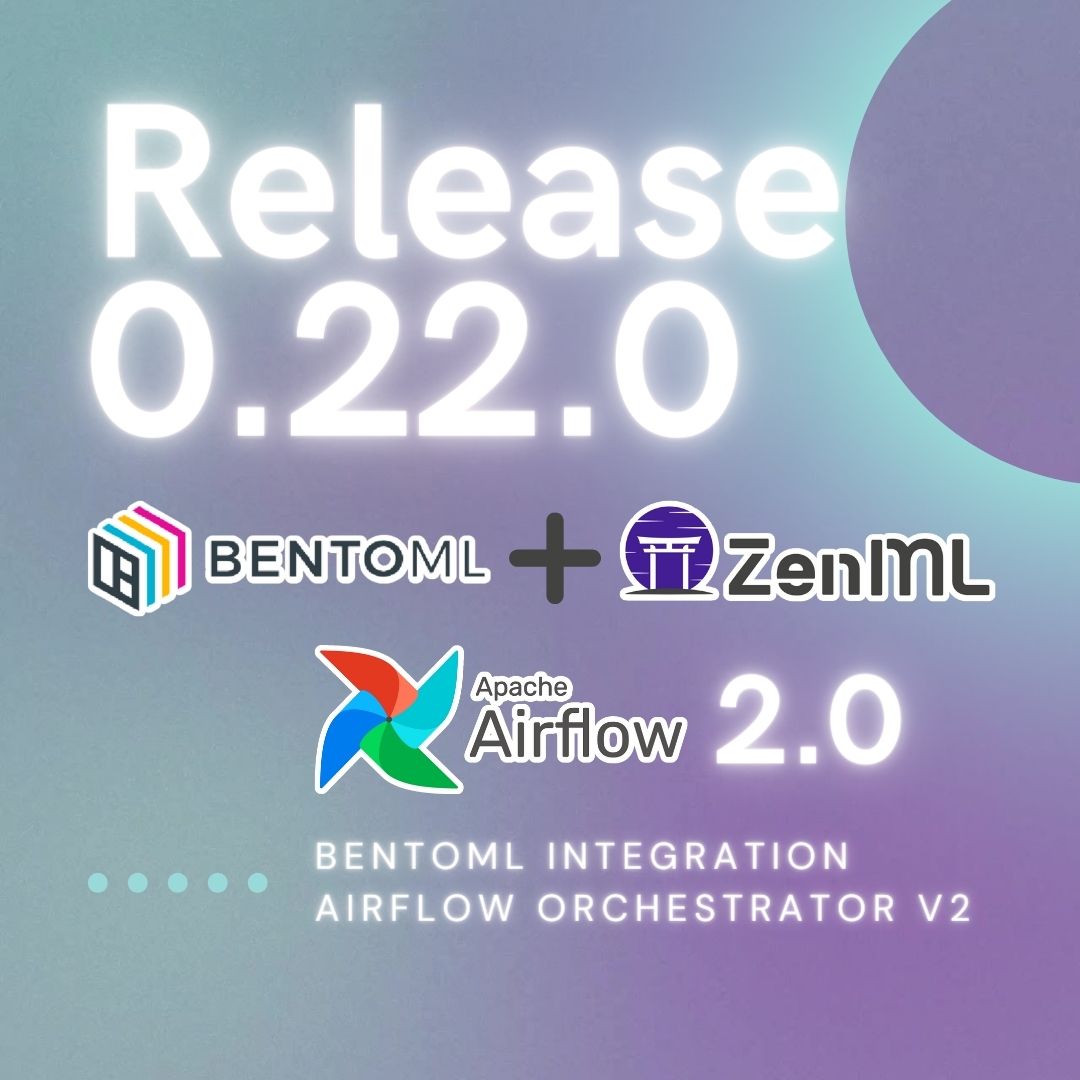 Release
0.22.0
BENTOML + ZenML
Apache
Airflow 2.0
BENTOML INTEGRATION
AIRFLOW ORCHESTRATOR V2